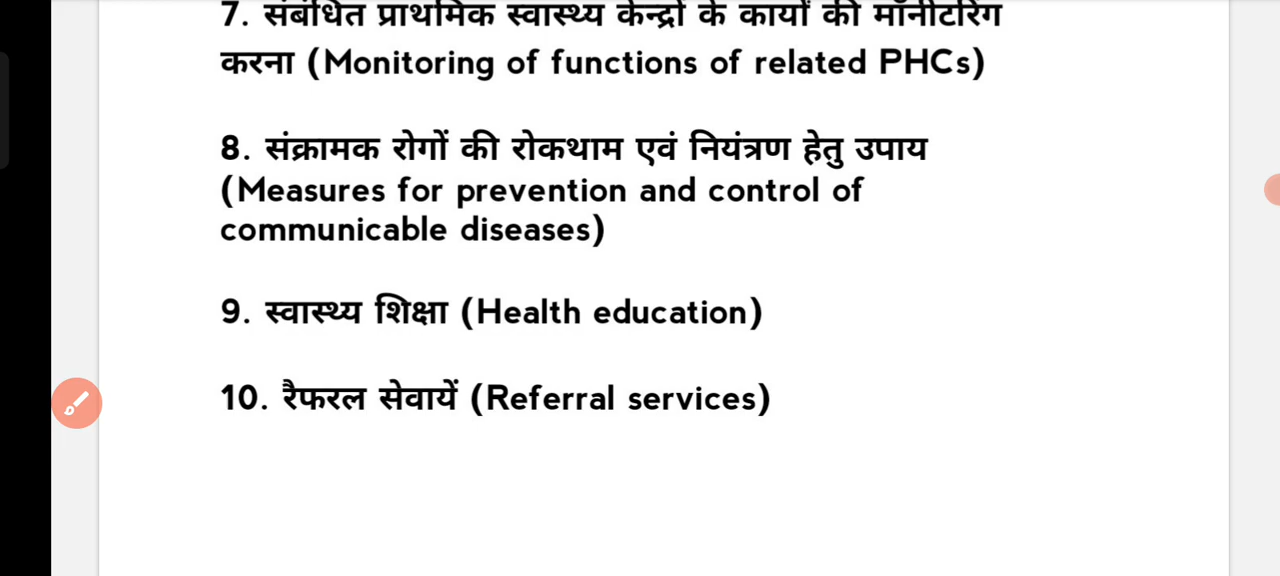 7. संबंधित प्राथमिक स्वास्थ्य केन्द्रों के कार्यों की मॉनीटरिंग
करना (Monitoring of functions of related PHCs)
8. संक्रामक रोगों की रोकथाम एवं नियंत्रण हेतु उपाय
(Measures for prevention and control of
communicable diseases)
9. स्वास्थ्य शिक्षा (Health education)
10. रैफरल सेवायें (Referral services)